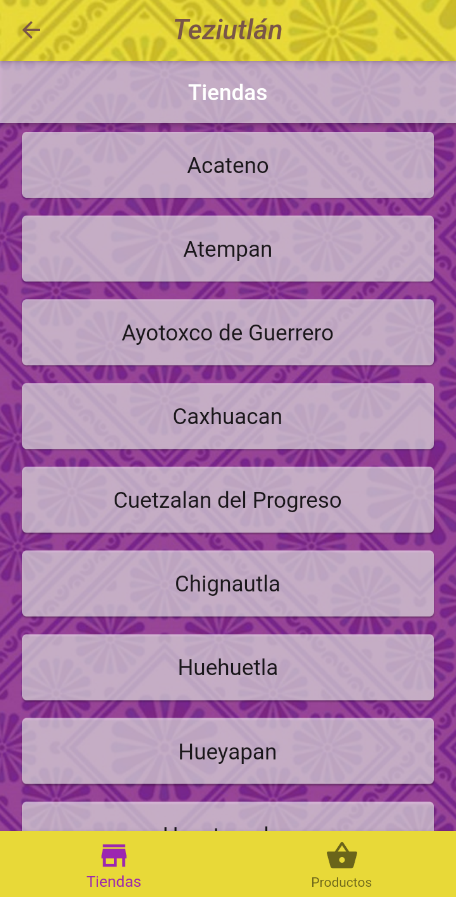 Teziutlán
Tiendas
Acateno
Atempan
Ayotoxco de Guerrero
Caxhuacan
Cuetzalan del Progreso
Chignautla
Huehuetla
Hueyapan
Tiendas
Productos